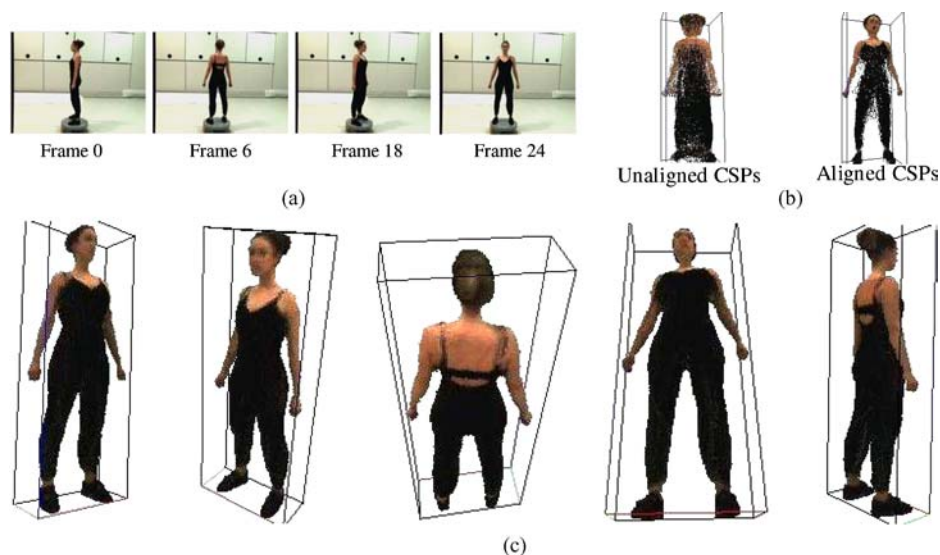 Frame 0
Frame 6
Frame 18
Frame 24
(a)
Unaligned CSPs
Aligned CSPs
(b)
(c)